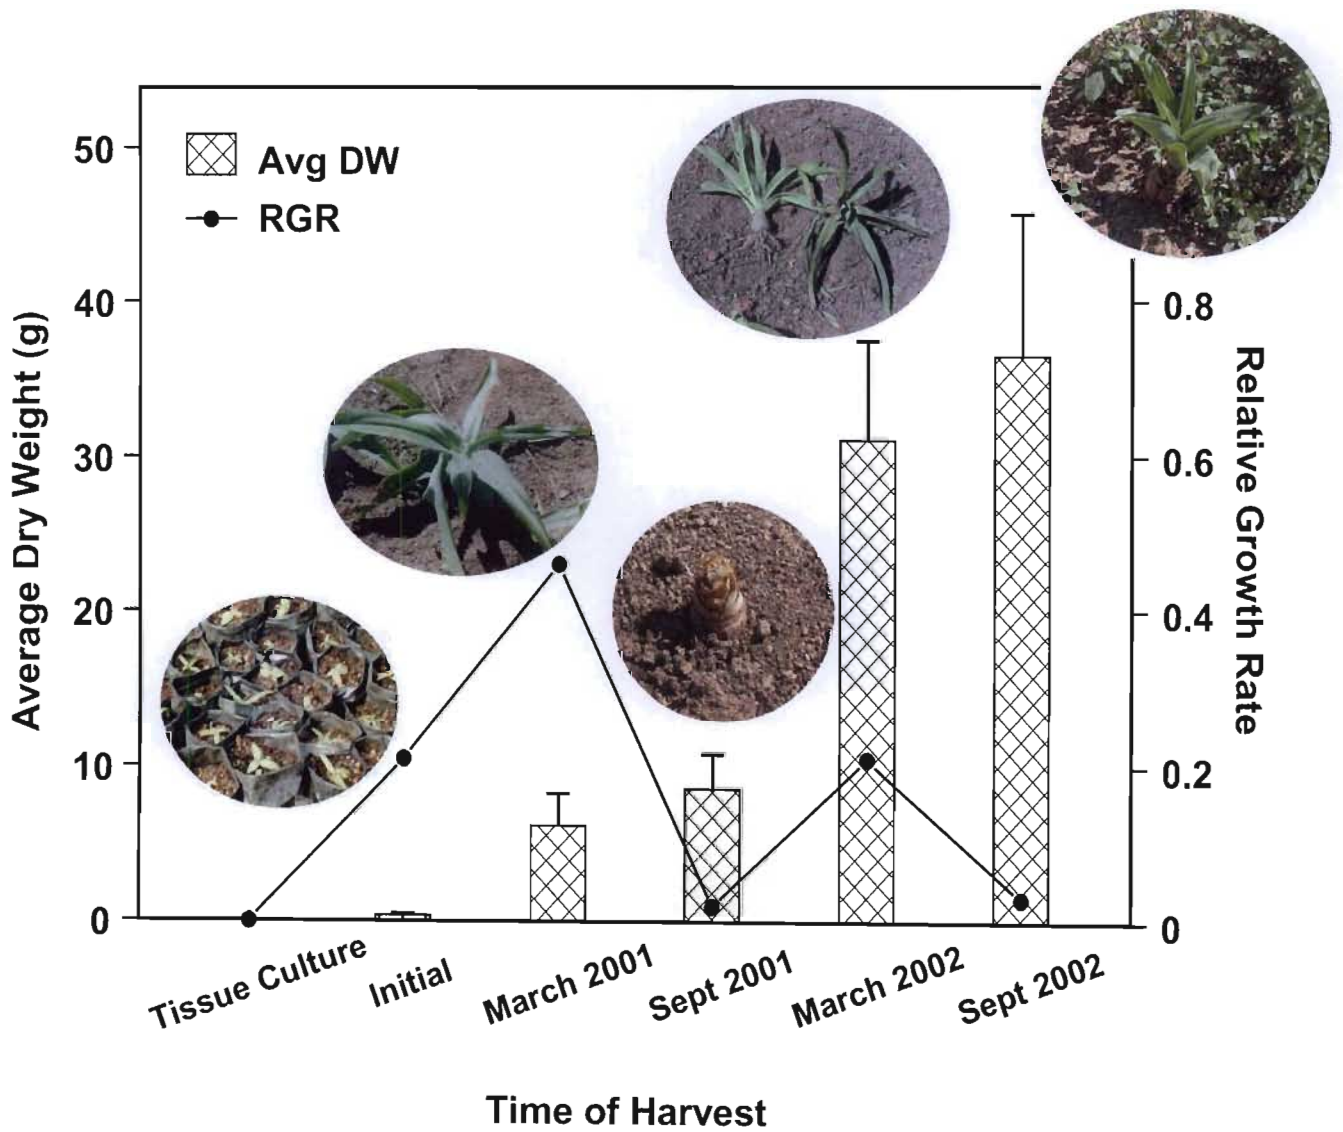 Avg DW
RGR
50
40
30
20
10
0
Average Dry Weight (g)
0.8
0.6
0.4
0.2
0
Relative Growth Rate
Tissue Culture
Initial
March 2001
Sept 2001
March 2002
Sept 2002
Time of Harvest